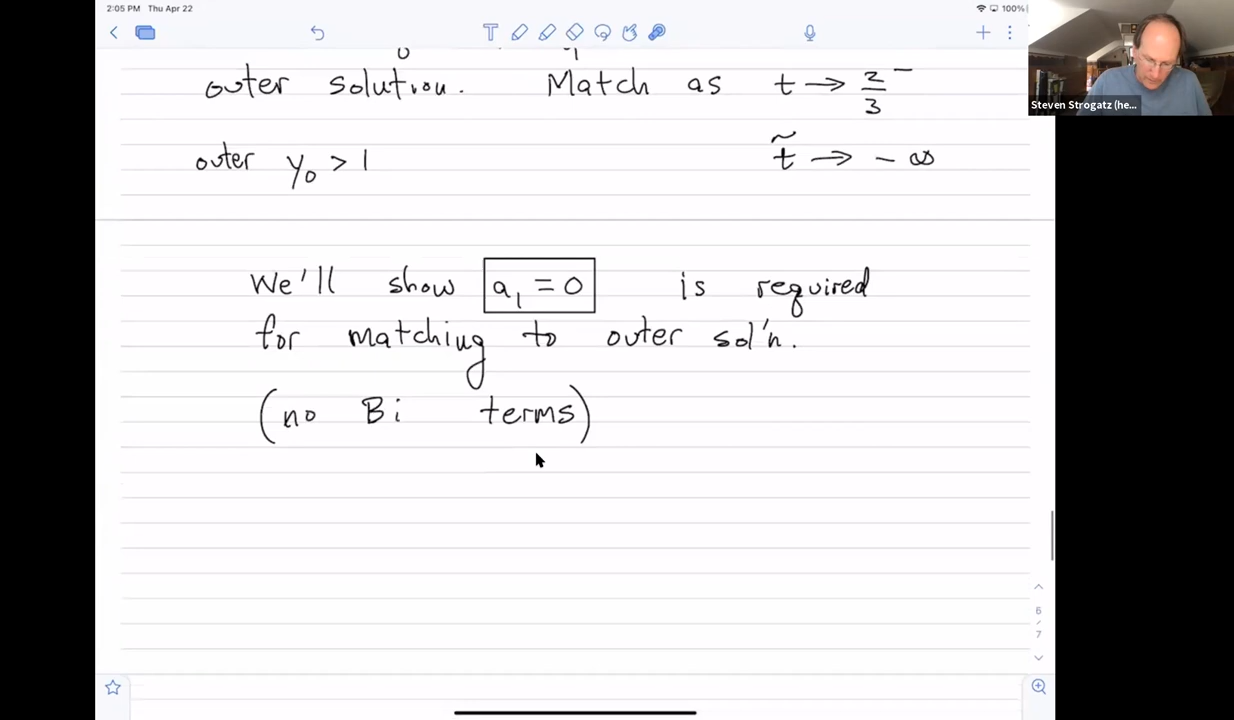 2:05 PM Thu Apr 22
100%
Steven Strogatz (he...
outer solution. Match as t → 2/3⁻
outer y₀ > 1 t̃ → - ∞
We'll show a₁ = 0 is required
for matching to outer sol'n.
(no Bi terms)
6
/
7